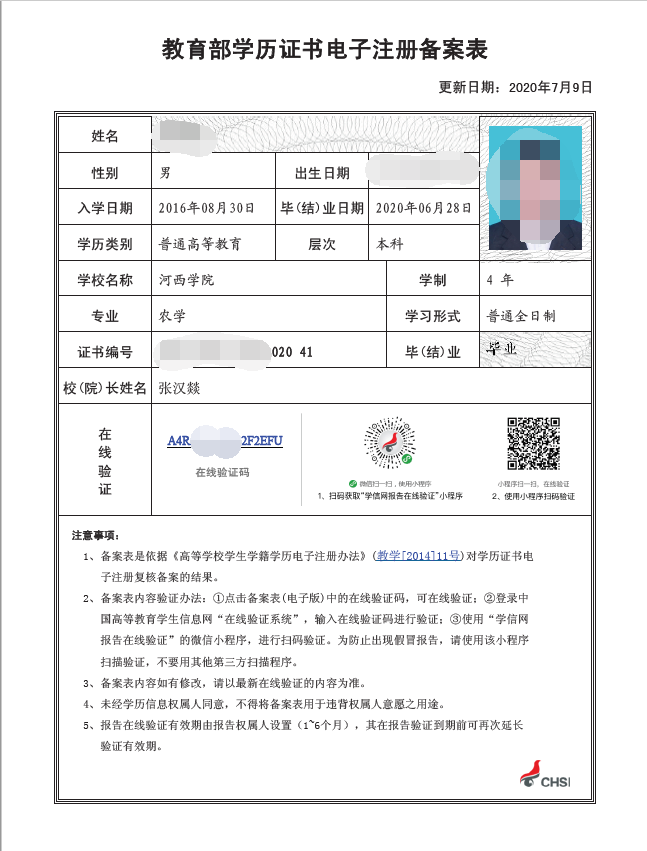 教育部学历证书电子注册备案表
更新日期：2020年7月9日
姓名
性别 男 出生日期
入学日期 2016年08月30日 毕(结)业日期 2020年06月28日
学历类别 普通高等教育 层次 本科
学校名称 河西学院 学制 4 年
专业 农学 学习形式 普通全日制
证书编号 020 41 毕(结)业 毕业
校(院)长姓名 张汉燚
在线验证
A4R 2F2EFU
在线验证码
微信扫一扫，使用小程序
1、扫码获取“学信网报告在线验证”小程序
小程序扫一扫，在线验证
2、使用小程序扫码验证
注意事项：
1、备案表是依据《高等学校学生学籍学历电子注册办法》(教学[2014]11号)对学历证书电
子注册复核备案的结果。
2、备案表内容验证办法：①点击备案表(电子版)中的在线验证码，可在线验证；②登录中
国高等教育学生信息网“在线验证系统”，输入在线验证码进行验证；③使用“学信网
报告在线验证”的微信小程序，进行扫码验证。为防止出现假冒报告，请使用该小程序
扫描验证，不要用其他第三方扫描程序。
3、备案表内容如有修改，请以最新在线验证的内容为准。
4、未经学历信息权属人同意，不得将备案表用于违背权属人意愿之用途。
5、报告在线验证有效期由报告权属人设置（1~6个月），其在报告验证到期前可再次延长
验证有效期。
CHSI